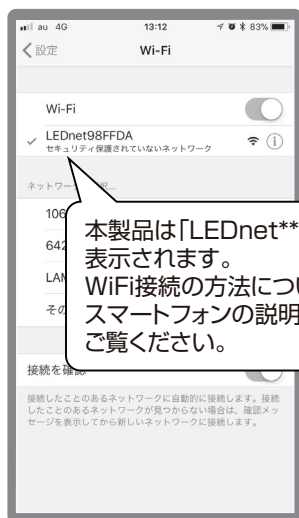 au 4G 13:12 83%
設定 Wi-Fi
Wi-Fi
LEDnet98FFDA
セキュリティ保護されていないネットワーク
ネットワーク
106
642
LAN
その
本製品は「LEDnet**
表示されます。
WiFi接続の方法につい
スマートフォンの説明
ご覧ください。
接続を確認
接続したことのあるネットワークに自動的に接続します。接続
したことのあるネットワークが見つからない場合は、確認メッ
セージを表示してから新しいネットワークに接続します。